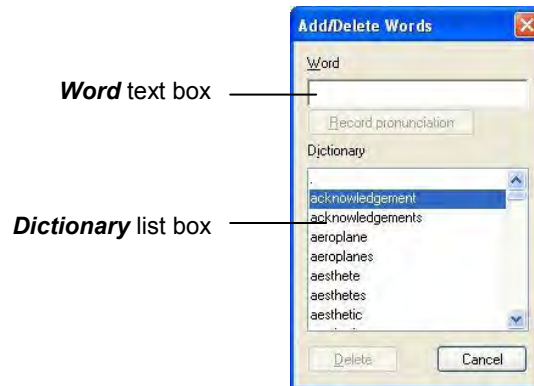 Add/Delete Words
Word
Word text box
Record pronunciation
Dictionary
.
acknowledgement
Dictionary list box
acknowledgements
aeroplane
aeroplanes
aesthete
aesthetes
aesthetic
Delete
Cancel